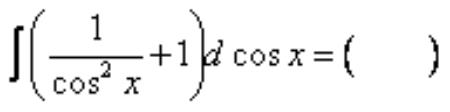 ∫(1/cos² x + 1)d cos x = (    )